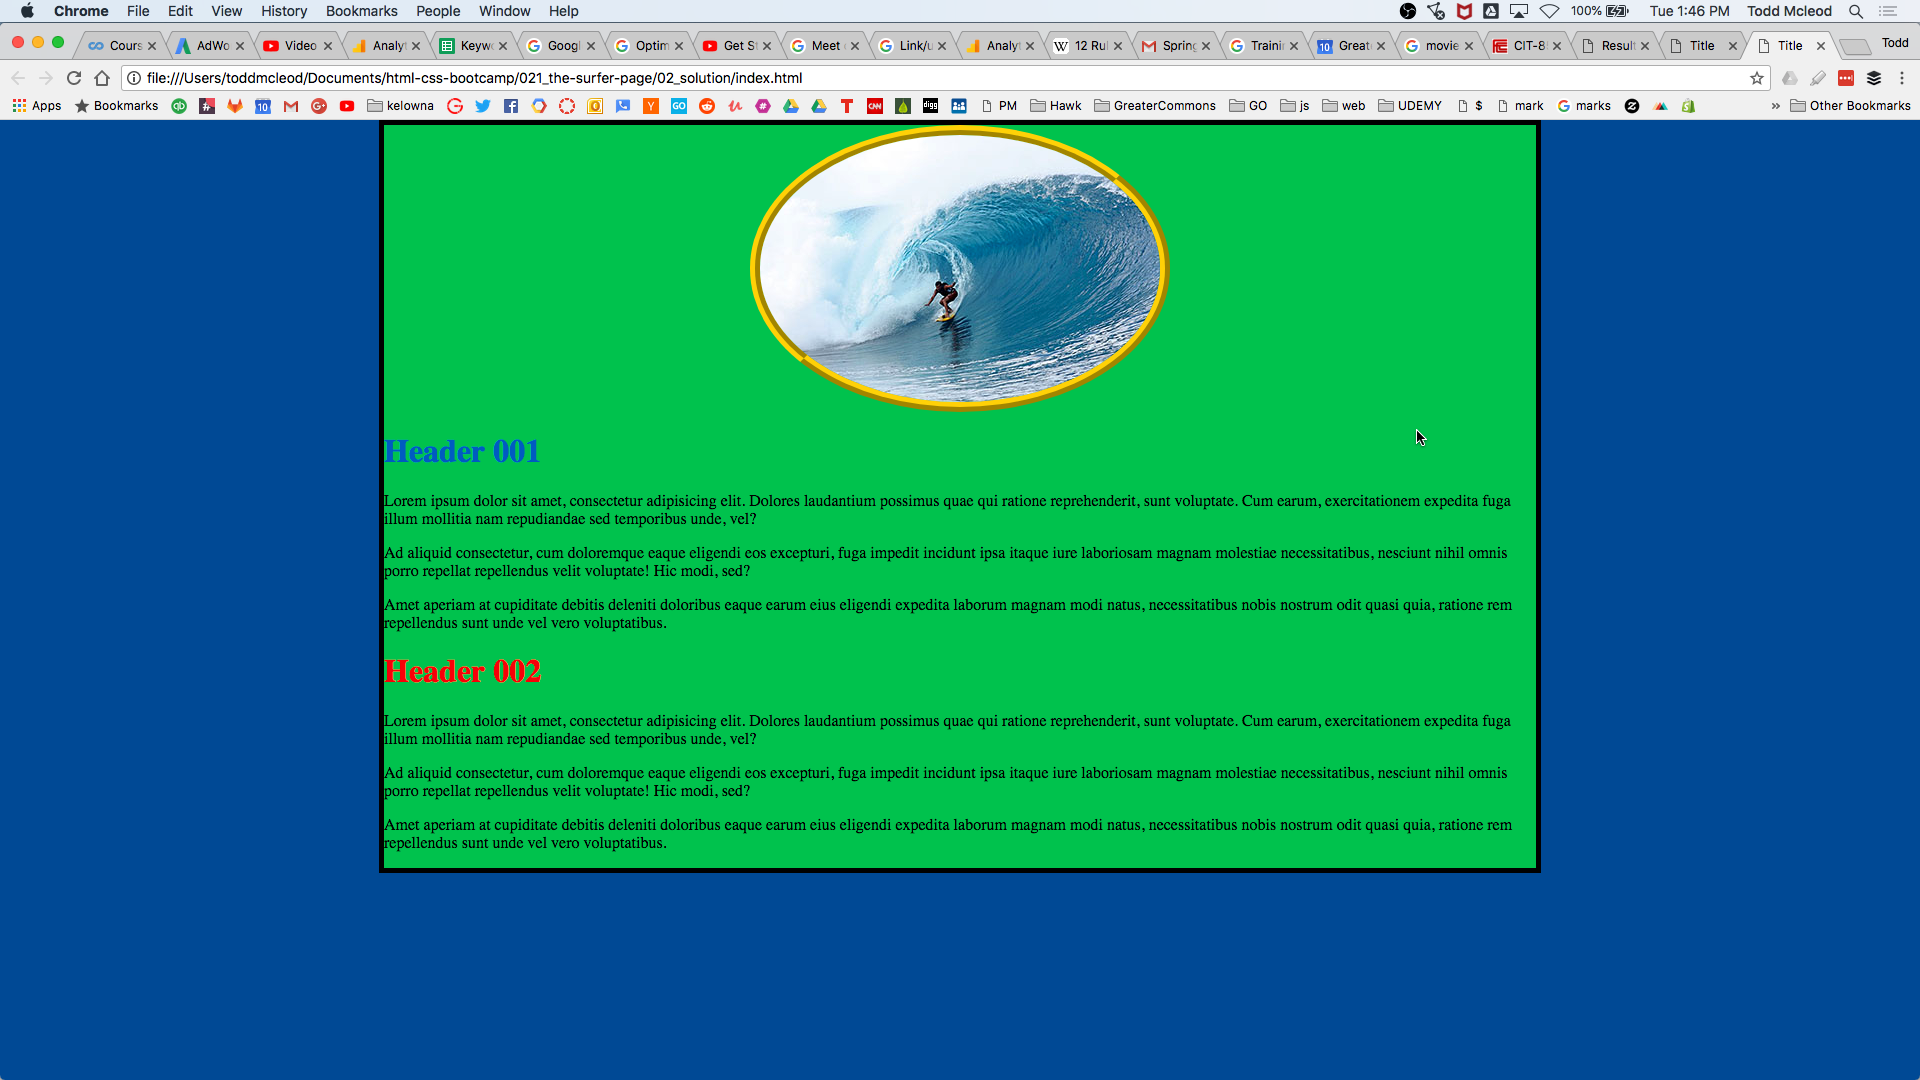 Chrome File Edit View History Bookmarks People Window Help 100% Tue 1:46 PM Todd Mcleod
Cours AdWo Video Analyt Keywo Googl Optim Get St Meet Link/u Analyt 12 Rul Spring Traini Great movie CIT-8 Result Title Title Todd
file:///Users/toddmcleod/Documents/html-css-bootcamp/021_the-surfer-page/02_solution/index.html
Apps Bookmarks kelowna PM Hawk GreaterCommons GO js web UDEMY $ mark marks » Other Bookmarks
Header 001
Lorem ipsum dolor sit amet, consectetur adipisicing elit. Dolores laudantium possimus quae qui ratione reprehenderit, sunt voluptate. Cum earum, exercitationem expedita fuga
illum mollitia nam repudiandae sed temporibus unde, vel?
Ad aliquid consectetur, cum doloremque eaque eligendi eos excepturi, fuga impedit incidunt ipsa itaque iure laboriosam magnam molestiae necessitatibus, nesciunt nihil omnis
porro repellat repellendus velit voluptate! Hic modi, sed?
Amet aperiam at cupiditate debitis deleniti doloribus eaque earum eius eligendi expedita laborum magnam modi natus, necessitatibus nobis nostrum odit quasi quia, ratione rem
repellendus sunt unde vel vero voluptatibus.
Header 002
Lorem ipsum dolor sit amet, consectetur adipisicing elit. Dolores laudantium possimus quae qui ratione reprehenderit, sunt voluptate. Cum earum, exercitationem expedita fuga
illum mollitia nam repudiandae sed temporibus unde, vel?
Ad aliquid consectetur, cum doloremque eaque eligendi eos excepturi, fuga impedit incidunt ipsa itaque iure laboriosam magnam molestiae necessitatibus, nesciunt nihil omnis
porro repellat repellendus velit voluptate! Hic modi, sed?
Amet aperiam at cupiditate debitis deleniti doloribus eaque earum eius eligendi expedita laborum magnam modi natus, necessitatibus nobis nostrum odit quasi quia, ratione rem
repellendus sunt unde vel vero voluptatibus.